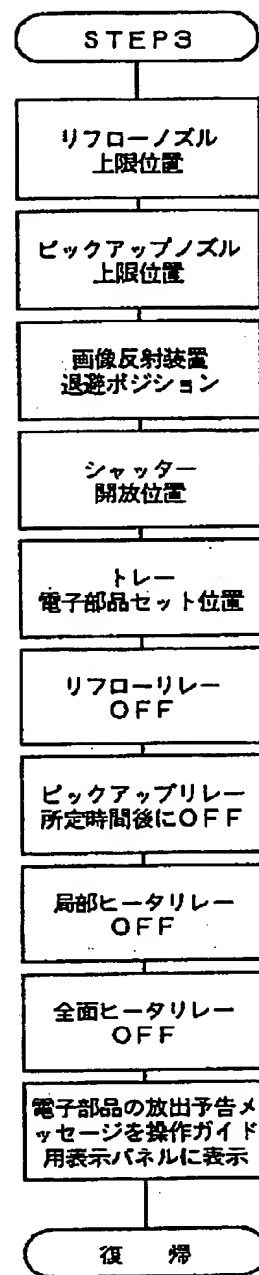 STEP3
リフローノズル
上限位置
ピックアップノズル
上限位置
画像反射装置
退避ポジション
シャッター
開放位置
トレー
電子部品セット位置
リフローリレー
OFF
ピックアップリレー
所定時間後にOFF
局部ヒータリレー
OFF
全面ヒータリレー
OFF
電子部品の放出予告メ
ッセージを操作ガイド
用表示パネルに表示
復 帰